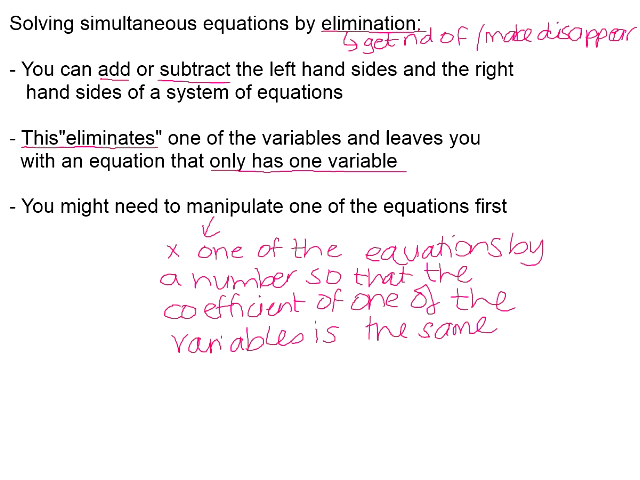 Solving simultaneous equations by elimination:
↳ get rid of / make disappear
- You can add or subtract the left hand sides and the right
hand sides of a system of equations
- This"eliminates" one of the variables and leaves you
with an equation that only has one variable
- You might need to manipulate one of the equations first
x one of the equations by
a number so that the
coefficient of one of the
variables is the same